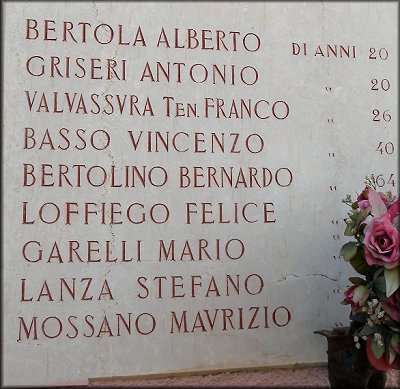 BERTOLA ALBERTO DI ANNI 20
GRISERI ANTONIO " 20
VALVASSVRA TEN. FRANCO " 26
BASSO VINCENZO " 40
BERTOLINO BERNARDO " 64
LOFFIEGO FELICE "
GARELLI MARIO "
LANZA STEFANO "
MOSSANO MAVRIZIO